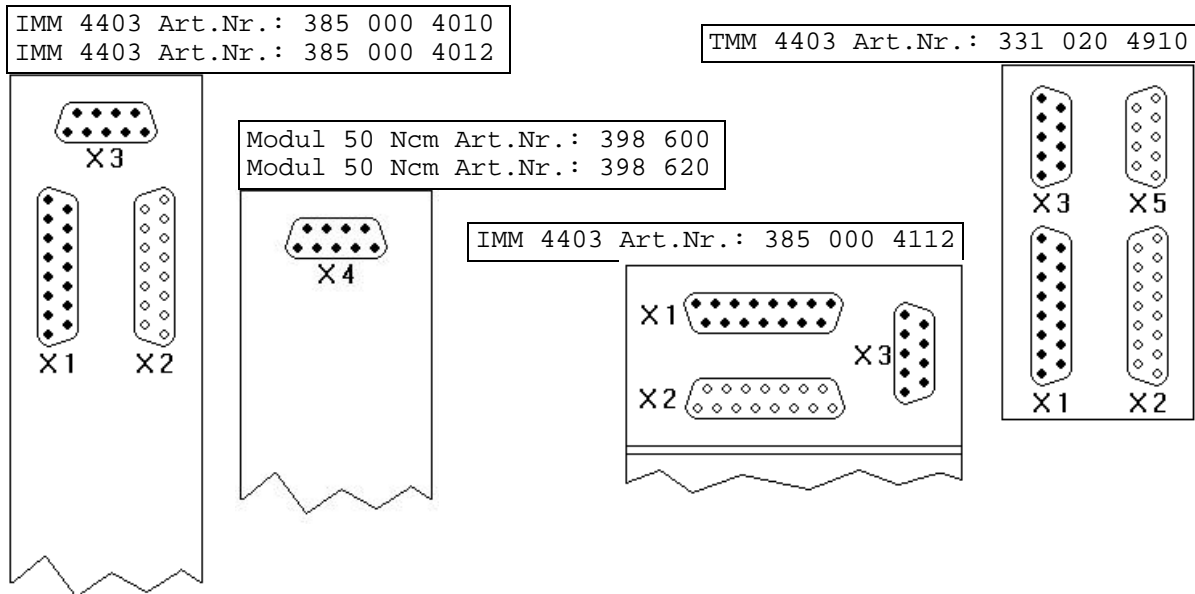 IMM 4403 Art.Nr.: 385 000 4010
IMM 4403 Art.Nr.: 385 000 4012
X3
X1
X2
Modul 50 Ncm Art.Nr.: 398 600
Modul 50 Ncm Art.Nr.: 398 620
X4
IMM 4403 Art.Nr.: 385 000 4112
X1
X3
X2
TMM 4403 Art.Nr.: 331 020 4910
X3
X5
X1
X2